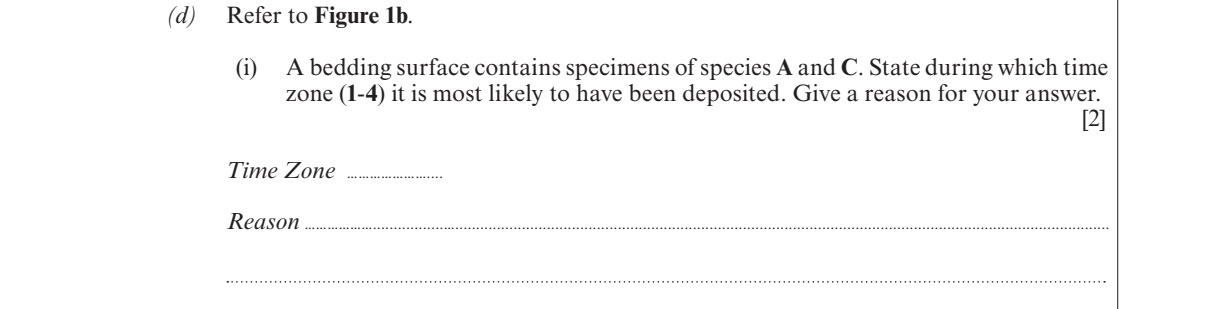 (d) Refer to Figure 1b.
(i) A bedding surface contains specimens of species A and C. State during which time
zone (1-4) it is most likely to have been deposited. Give a reason for your answer.
[2]
Time Zone ........................
Reason ................................................................................
................................................................................